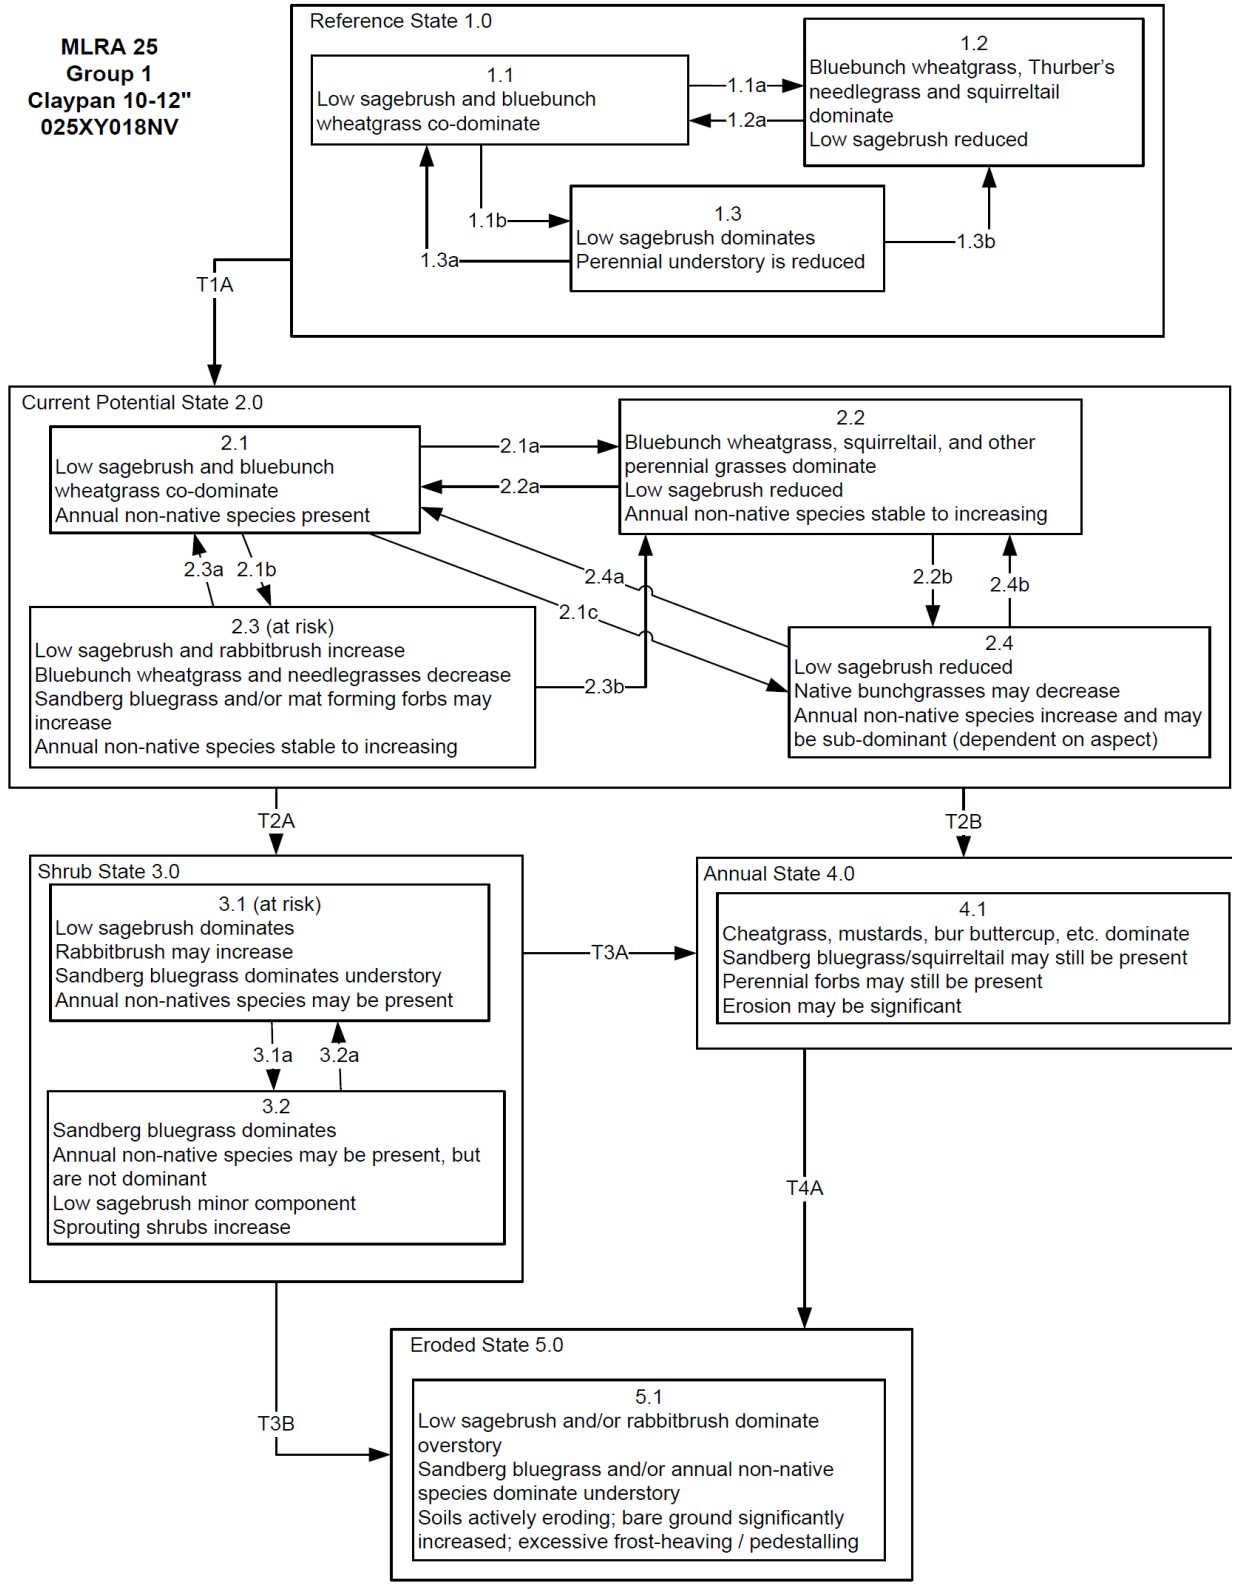 MLRA 25
Group 1
Claypan 10-12"
025XY018NV
Reference State 1.0
1.1
Low sagebrush and bluebunch
wheatgrass co-dominate
1.1a
1.2a
1.2
Bluebunch wheatgrass, Thurber's
needlegrass and squirreltail
dominate
Low sagebrush reduced
1.1b
1.3a
1.3
Low sagebrush dominates
Perennial understory is reduced
1.3b
T1A
Current Potential State 2.0
2.1
Low sagebrush and bluebunch
wheatgrass co-dominate
Annual non-native species present
2.1a
2.2a
2.2
Bluebunch wheatgrass, squirreltail, and other
perennial grasses dominate
Low sagebrush reduced
Annual non-native species stable to increasing
2.3a
2.1b
2.4a
2.1c
2.2b
2.4b
2.3 (at risk)
Low sagebrush and rabbitbrush increase
Bluebunch wheatgrass and needlegrasses decrease
Sandberg bluegrass and/or mat forming forbs may
increase
Annual non-native species stable to increasing
2.3b
2.4
Low sagebrush reduced
Native bunchgrasses may decrease
Annual non-native species increase and may
be sub-dominant (dependent on aspect)
T2A
T2B
Shrub State 3.0
3.1 (at risk)
Low sagebrush dominates
Rabbitbrush may increase
Sandberg bluegrass dominates understory
Annual non-natives species may be present
T3A
Annual State 4.0
4.1
Cheatgrass, mustards, bur buttercup, etc. dominate
Sandberg bluegrass/squirreltail may still be present
Perennial forbs may still be present
Erosion may be significant
3.1a
3.2a
3.2
Sandberg bluegrass dominates
Annual non-native species may be present, but
are not dominant
Low sagebrush minor component
Sprouting shrubs increase
T4A
T3B
Eroded State 5.0
5.1
Low sagebrush and/or rabbitbrush dominate
overstory
Sandberg bluegrass and/or annual non-native
species dominate understory
Soils actively eroding; bare ground significantly
increased; excessive frost-heaving / pedestalling